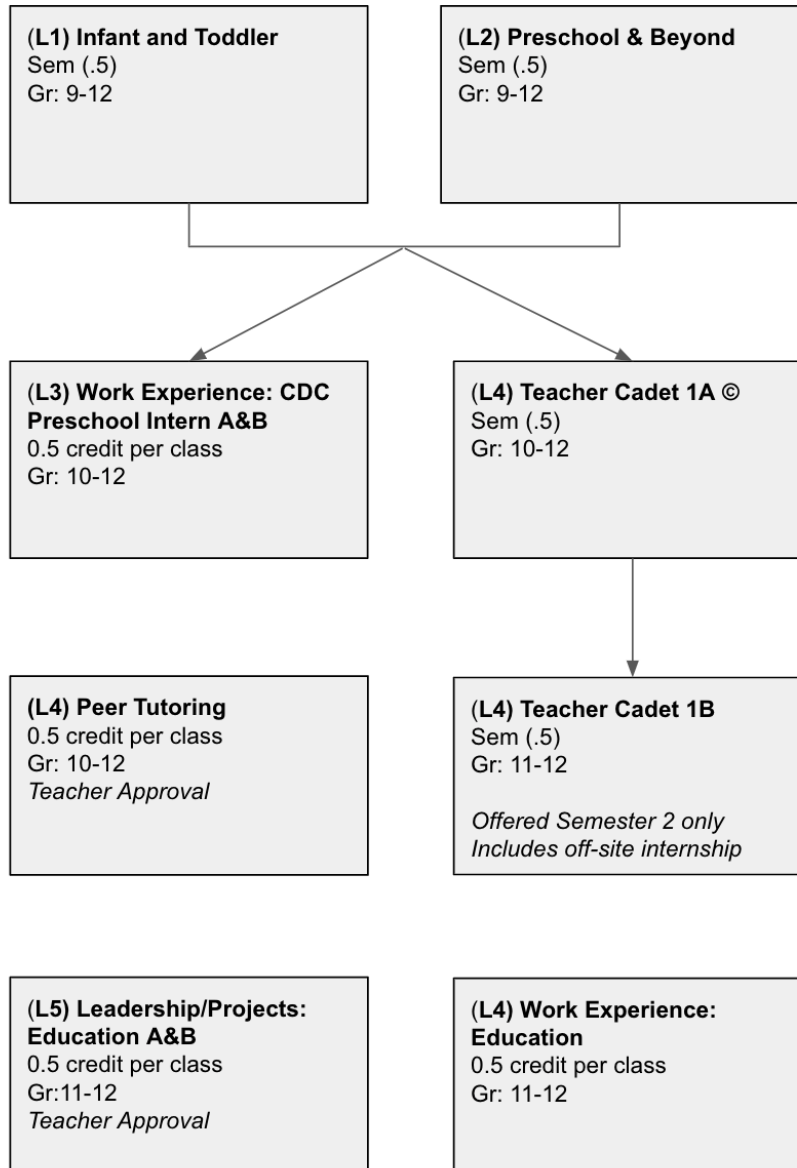 (L1) Infant and Toddler
Sem (.5)
Gr: 9-12
(L2) Preschool & Beyond
Sem (.5)
Gr: 9-12
(L3) Work Experience: CDC
Preschool Intern A&B
0.5 credit per class
Gr: 10-12
(L4) Teacher Cadet 1A ©
Sem (.5)
Gr: 10-12
(L4) Peer Tutoring
0.5 credit per class
Gr: 10-12
Teacher Approval
(L4) Teacher Cadet 1B
Sem (.5)
Gr: 11-12
Offered Semester 2 only
Includes off-site internship
(L5) Leadership/Projects:
Education A&B
0.5 credit per class
Gr:11-12
Teacher Approval
(L4) Work Experience:
Education
0.5 credit per class
Gr: 11-12